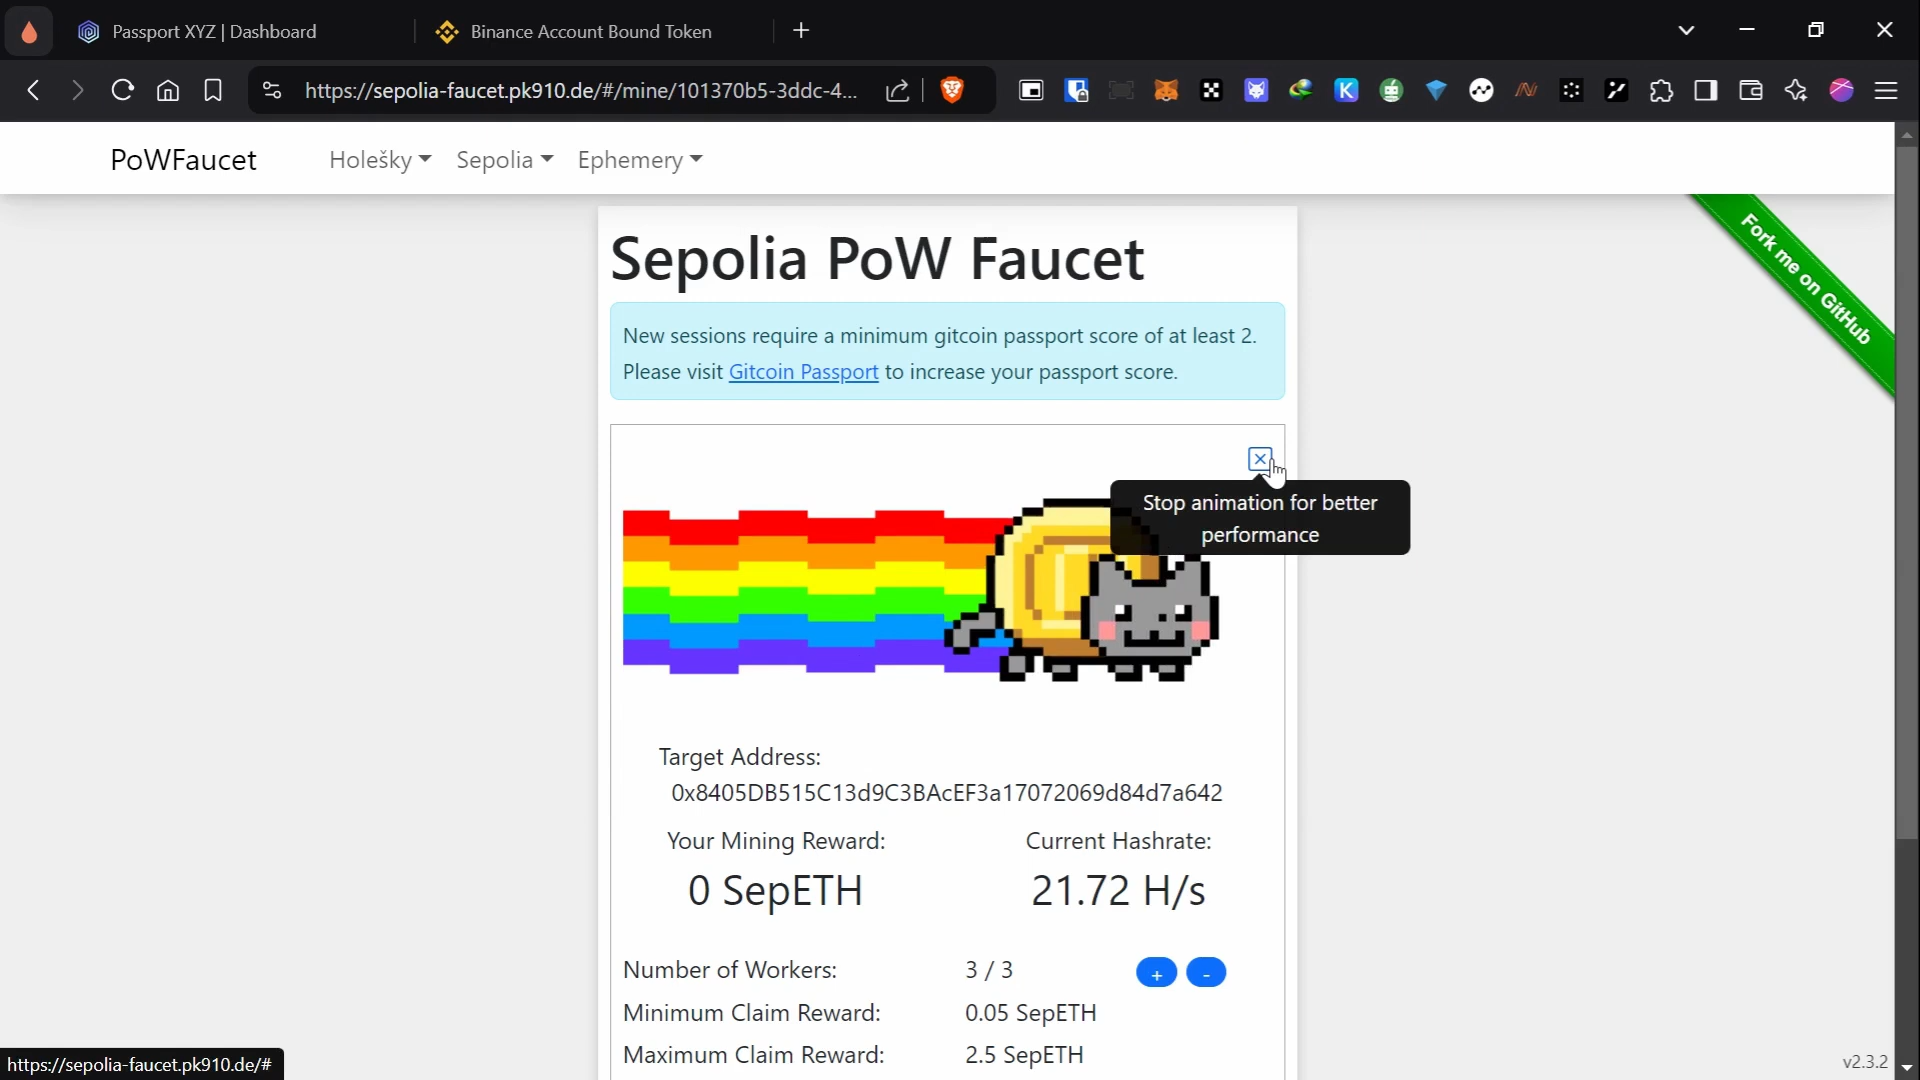 Passport XYZ | Dashboard
Binance Account Bound Token
https://sepolia-faucet.pk910.de/#/mine/101370b5-3ddc-4...
PoWFaucet
Holešky
Sepolia
Ephemery
Fork me on GitHub
Sepolia PoW Faucet
New sessions require a minimum gitcoin passport score of at least 2.
Please visit Gitcoin Passport to increase your passport score.
Stop animation for better
performance
Target Address:
0x8405DB515C13d9C3BAcEF3a17072069d84d7a642
Your Mining Reward:
Current Hashrate:
0 SepETH
21.72 H/s
Number of Workers:
3 / 3
+
-
Minimum Claim Reward:
0.05 SepETH
Maximum Claim Reward:
2.5 SepETH
https://sepolia-faucet.pk910.de/#
v2.3.2